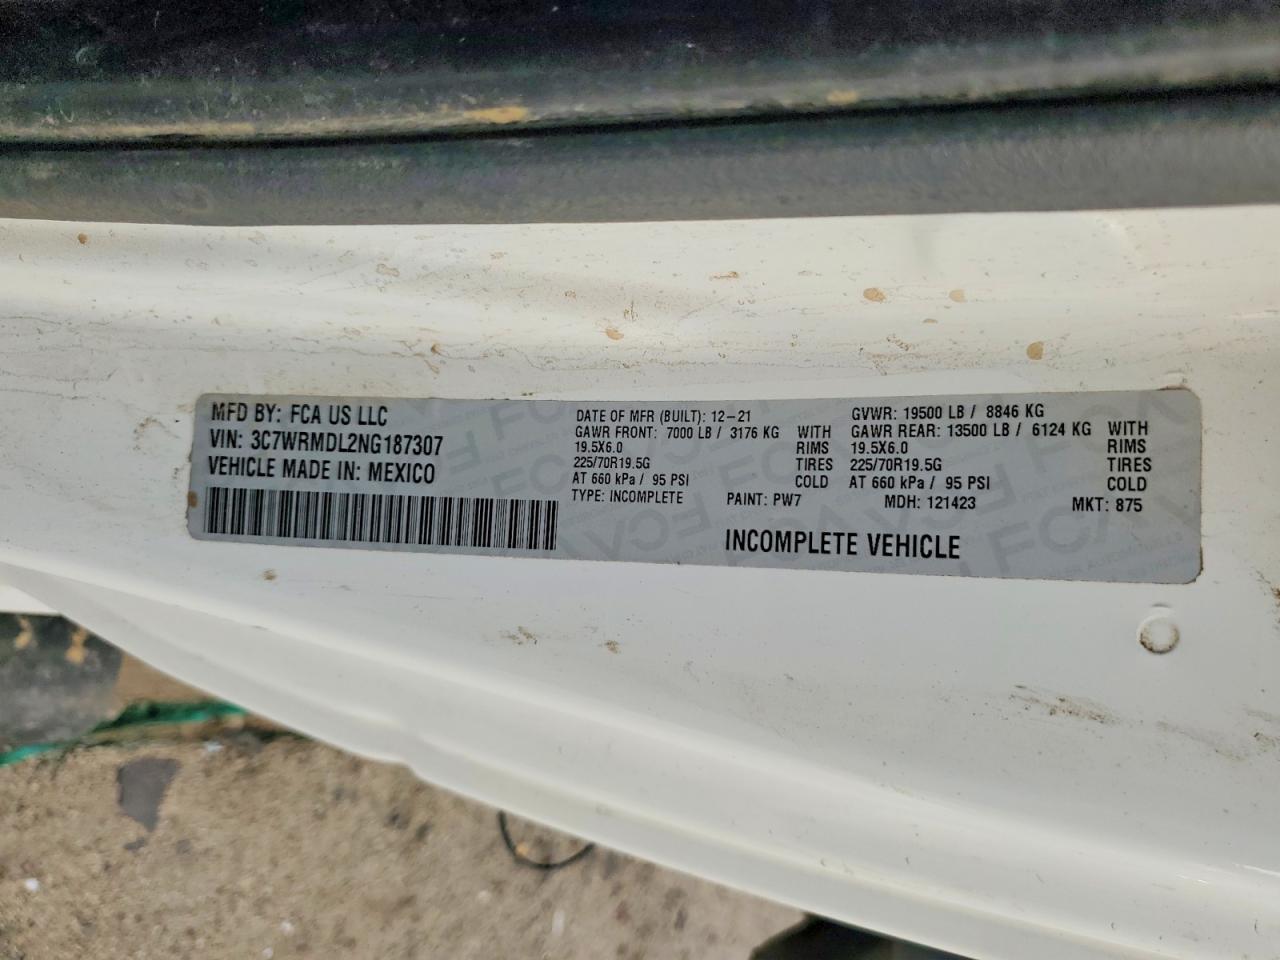 MFD BY: FCA US LLC
VIN: 3C7WRMDL2NG187307
VEHICLE MADE IN: MEXICO
DATE OF MFR (BUILT): 12-21
GAWR FRONT: 7000 LB / 3176 KG WITH
19.5X6.0 RIMS
225/70R19.5G TIRES
AT 660 kPa / 95 PSI COLD
TYPE: INCOMPLETE
GVWR: 19500 LB / 8846 KG
GAWR REAR: 13500 LB / 6124 KG WITH
19.5X6.0 RIMS
225/70R19.5G TIRES
AT 660 kPa / 95 PSI COLD
PAINT: PW7 MDH: 121423 MKT: 875
INCOMPLETE VEHICLE